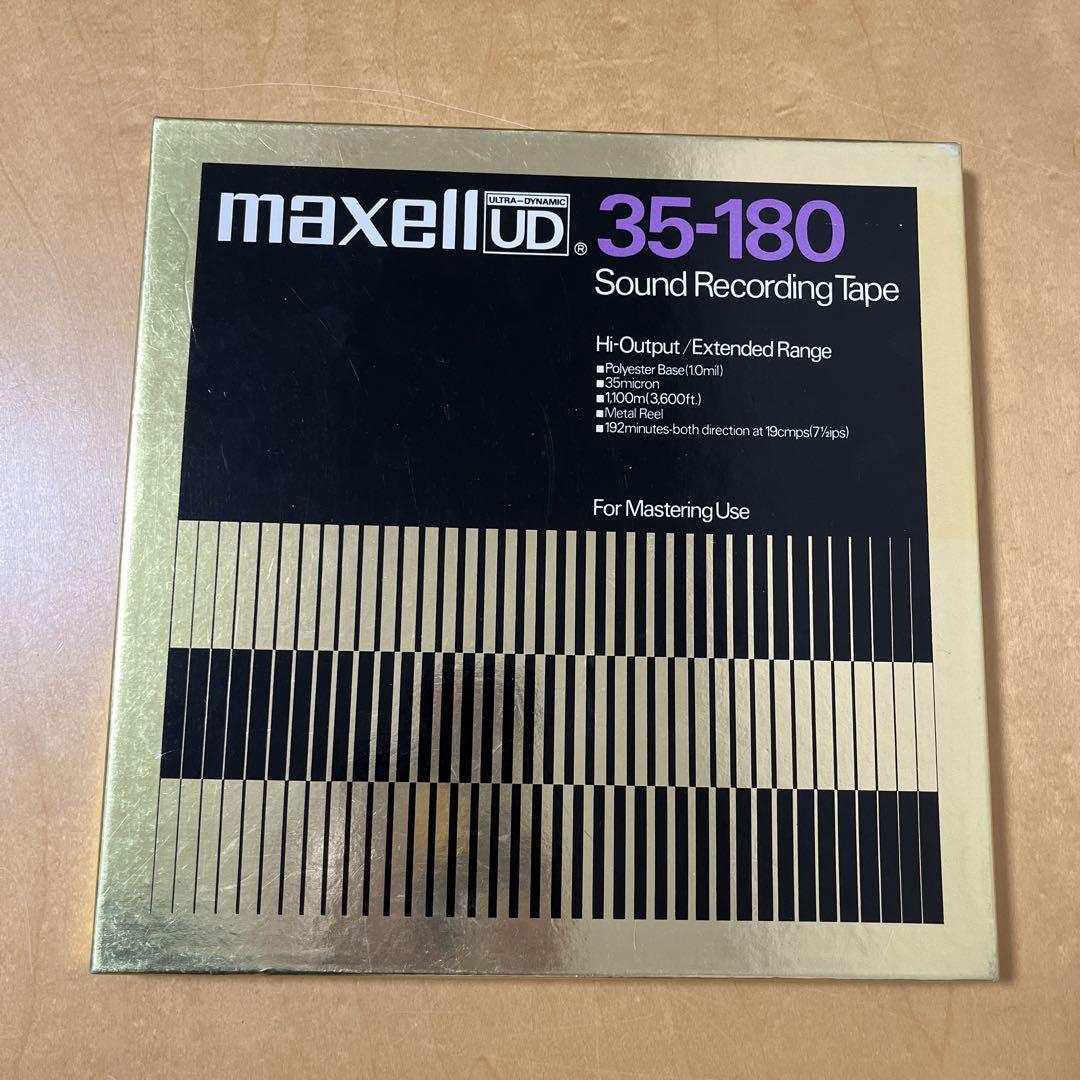 maxell ULTRA-DYNAMIC UD® 35-180
Sound Recording Tape
Hi-Output/Extended Range
■Polyester Base(1.0mil)
■35micron
■1,100m(3,600ft.)
■Metal Reel
■192minutes-both direction at 19cmps(7½ips)
For Mastering Use